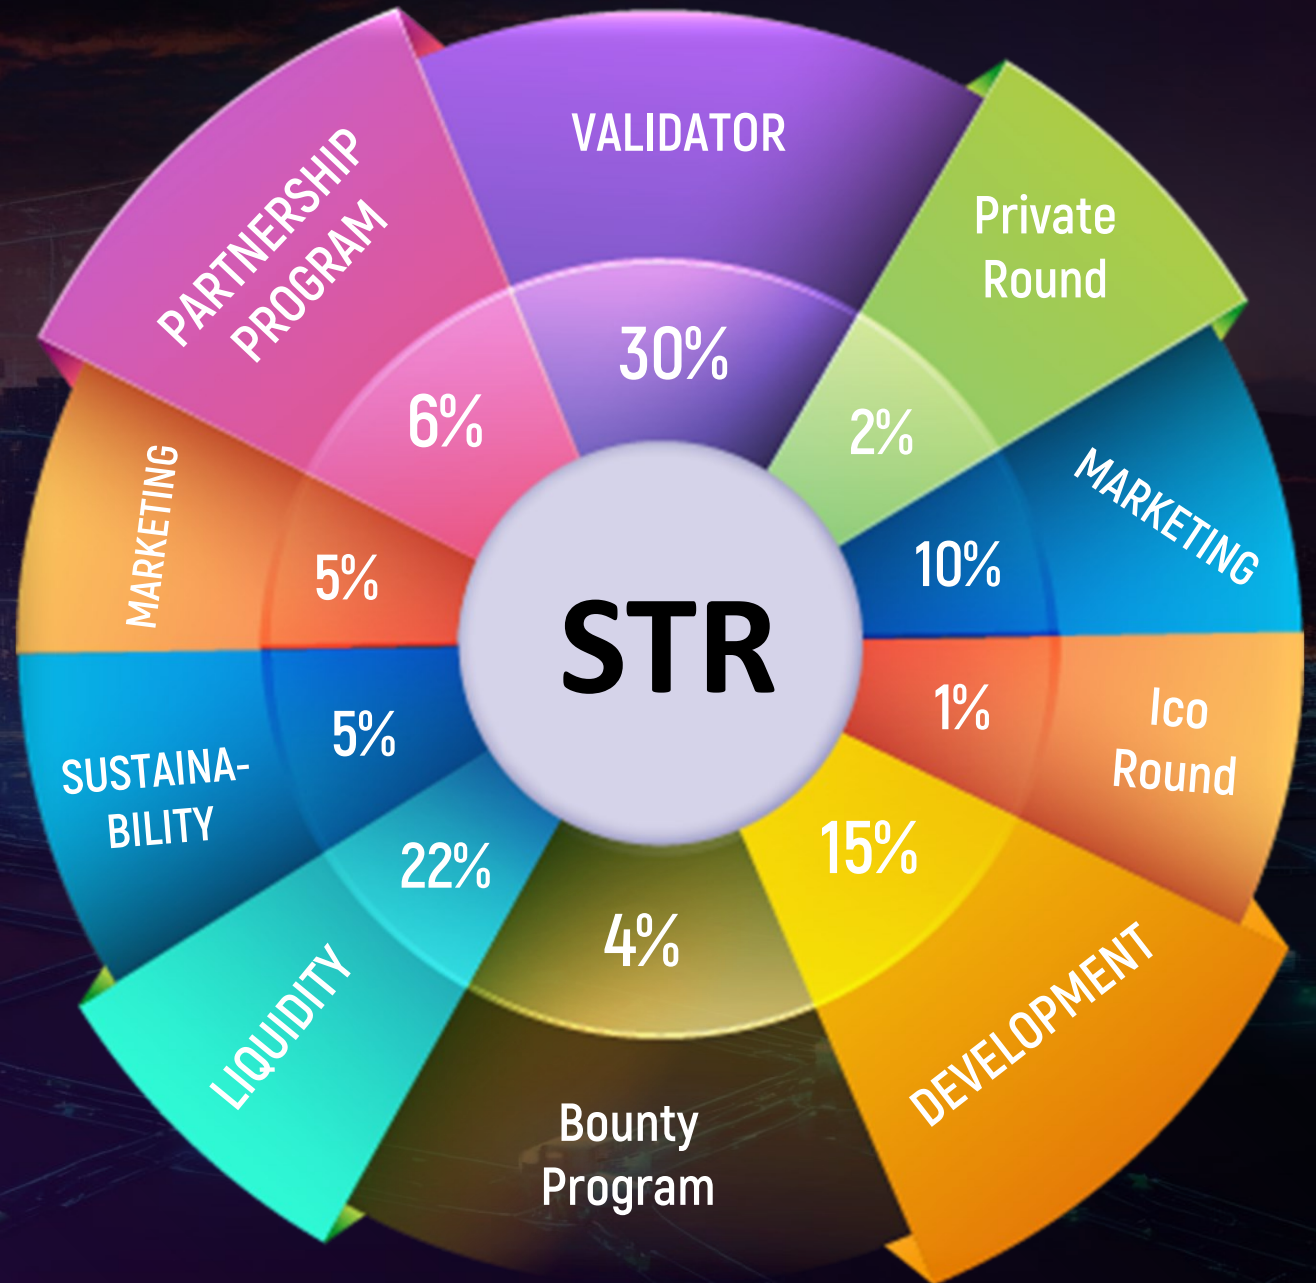 VALIDATOR
30%
Private
Round
2%
MARKETING
10%
Ico
Round
1%
DEVELOPMENT
15%
Bounty
Program
4%
LIQUIDITY
22%
SUSTAINA-
BILITY
5%
MARKETING
5%
PARTNERSHIP
PROGRAM
6%
STR